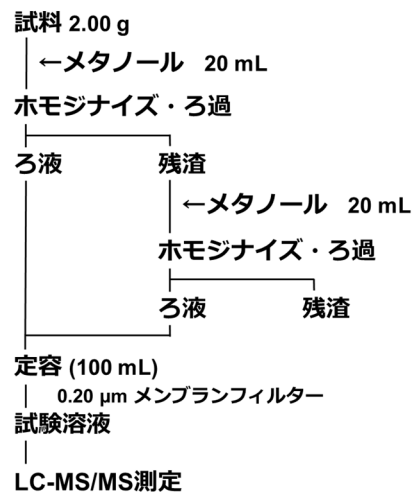 試料 2.00 g
←メタノール 20 mL
ホモジナイズ・ろ過
ろ液 残渣
←メタノール 20 mL
ホモジナイズ・ろ過
ろ液 残渣
定容 (100 mL)
0.20 μm メンブランフィルター
試験溶液
LC-MS/MS測定